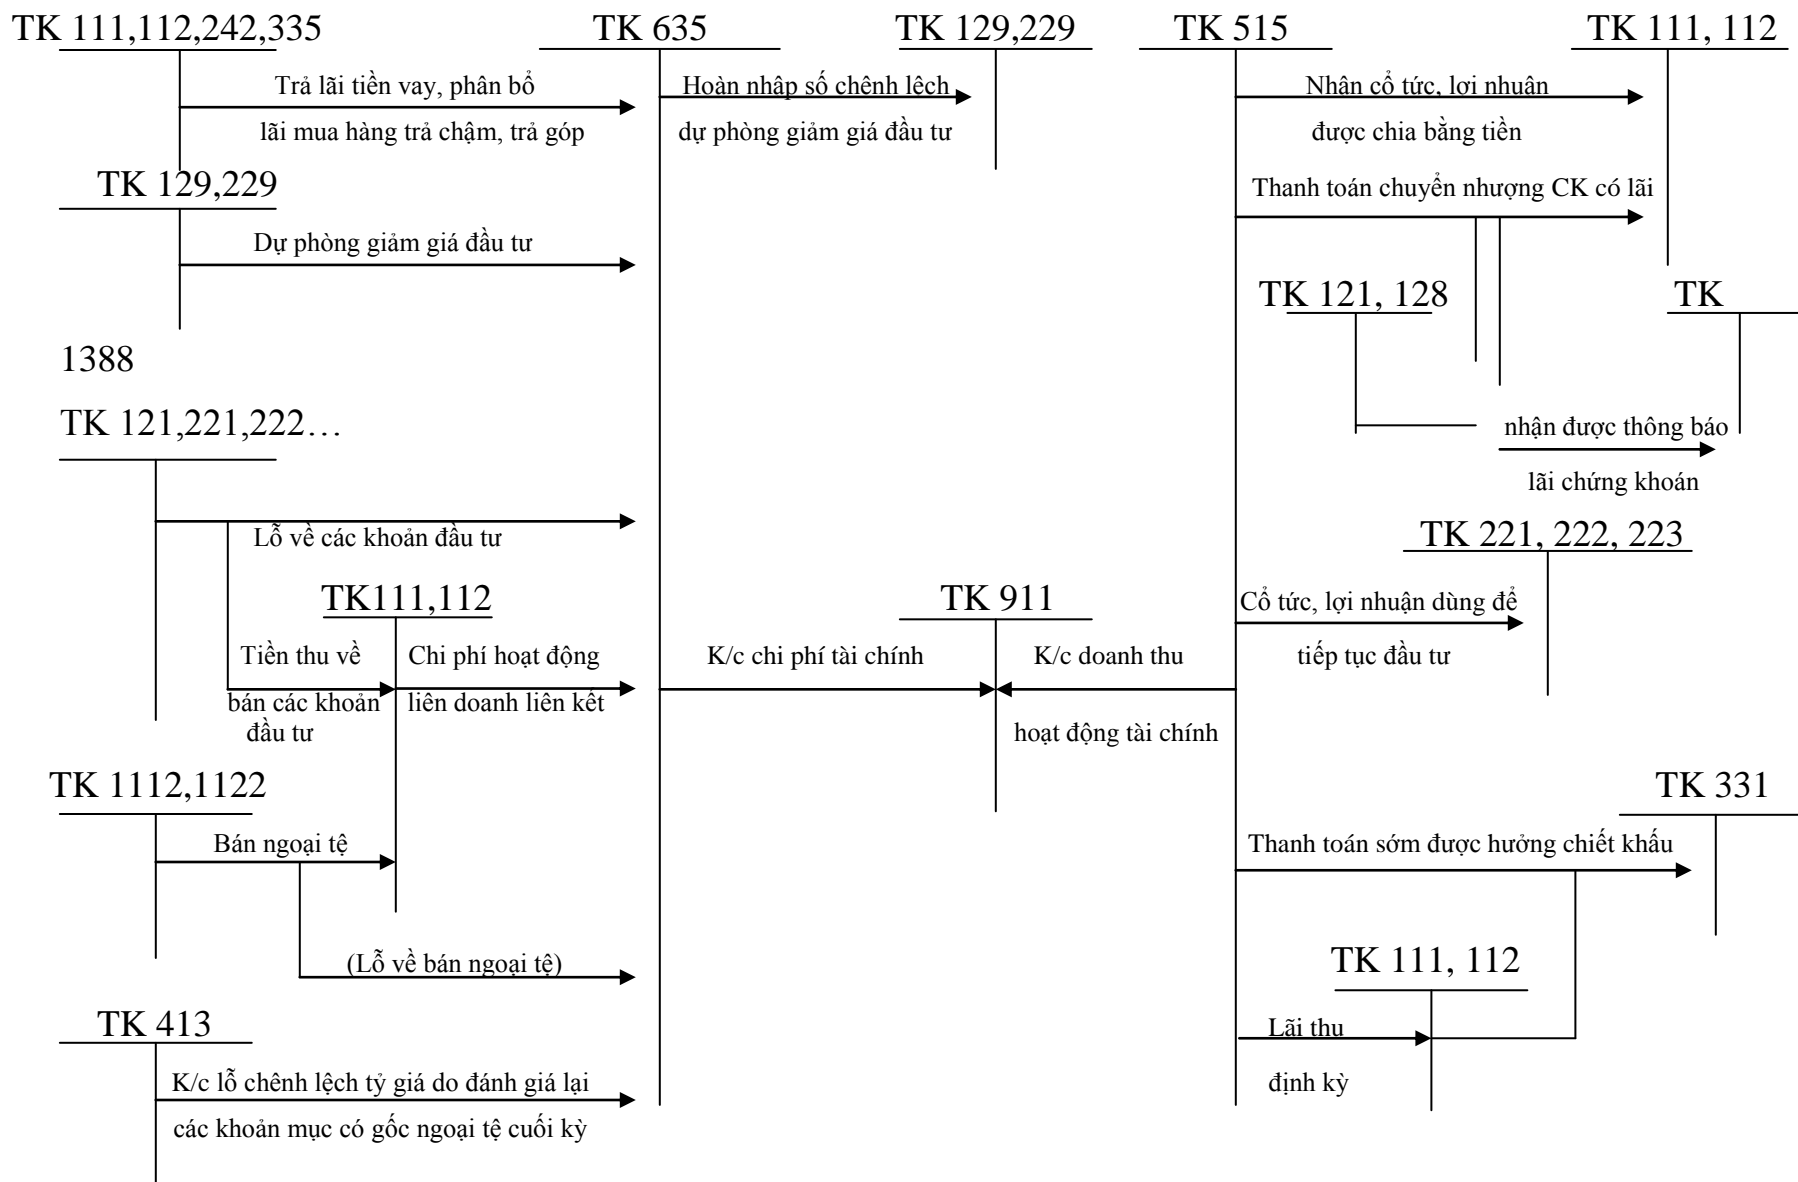 TK 111,112,242,335
TK 635
TK 129,229
TK 515
TK 111, 112
Trả lãi tiền vay, phân bổ
lãi mua hàng trả chậm, trả góp
Hoàn nhập số chênh lệch
dự phòng giảm giá đầu tư
Nhận cổ tức, lợi nhuận
được chia bằng tiền
TK 129,229
Thanh toán chuyển nhượng CK có lãi
Dự phòng giảm giá đầu tư
TK 121, 128
TK
1388
TK 121,221,222…
nhận được thông báo
lãi chứng khoán
Lỗ về các khoản đầu tư
TK 221, 222, 223
TK111,112
TK 911
Cổ tức, lợi nhuận dùng để
tiếp tục đầu tư
Tiền thu về
bán các khoản
đầu tư
Chi phí hoạt động
liên doanh liên kết
K/c chi phí tài chính
K/c doanh thu
hoạt động tài chính
TK 1112,1122
TK 331
Bán ngoại tệ
Thanh toán sớm được hưởng chiết khấu
(Lỗ về bán ngoại tệ)
TK 111, 112
TK 413
Lãi thu
định kỳ
K/c lỗ chênh lệch tỷ giá do đánh giá lại
các khoản mục có gốc ngoại tệ cuối kỳ